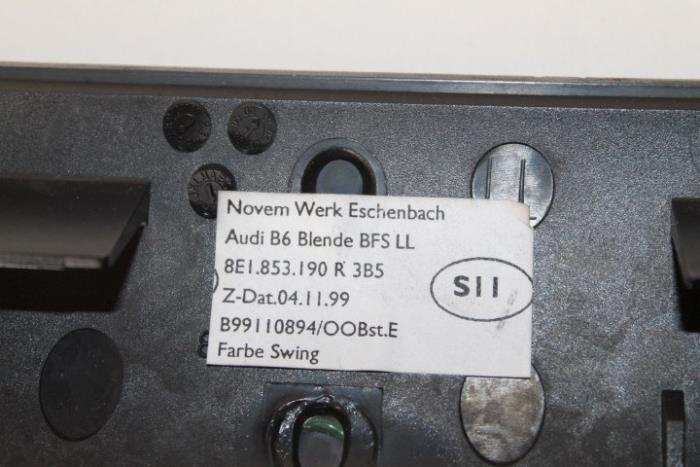 Novem Werk Eschenbach
Audi B6 Blende BFS LL
8E1.853.190 R 3B5
Z-Dat.04.11.99
S11
B99110894/OOBst.E
Farbe Swing